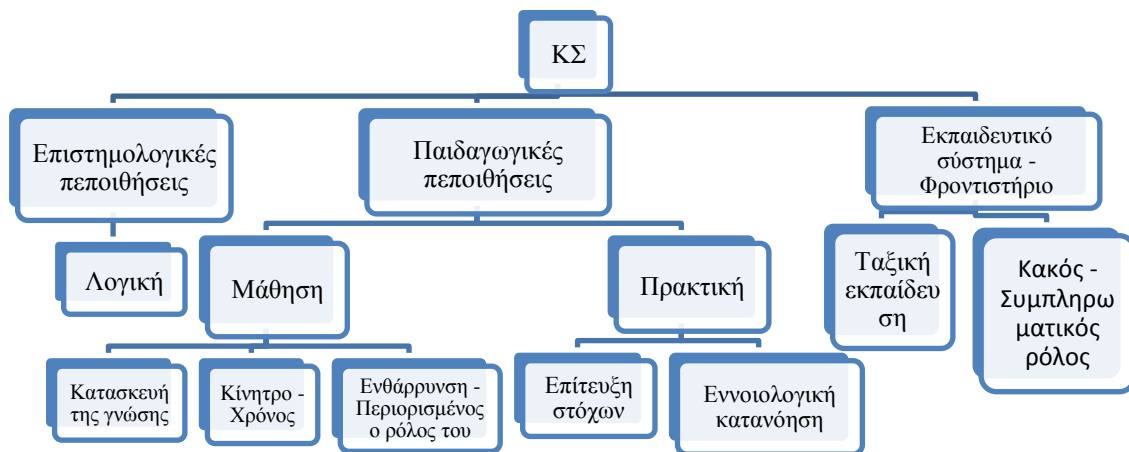 ΚΣ
Επιστημολογικές
πεποιθήσεις
Παιδαγωγικές
πεποιθήσεις
Εκπαιδευτικό
σύστημα -
Φροντιστήριο
Λογική
Μάθηση
Πρακτική
Ταξική
εκπαίδευ
ση
Κακός -
Συμπληρω
ματικός
ρόλος
Κατασκευή
της γνώσης
Κίνητρο -
Χρόνος
Ενθάρρυνση -
Περιορισμένος
ο ρόλος του
Επίτευξη
στόχων
Εννοιολογική
κατανόηση